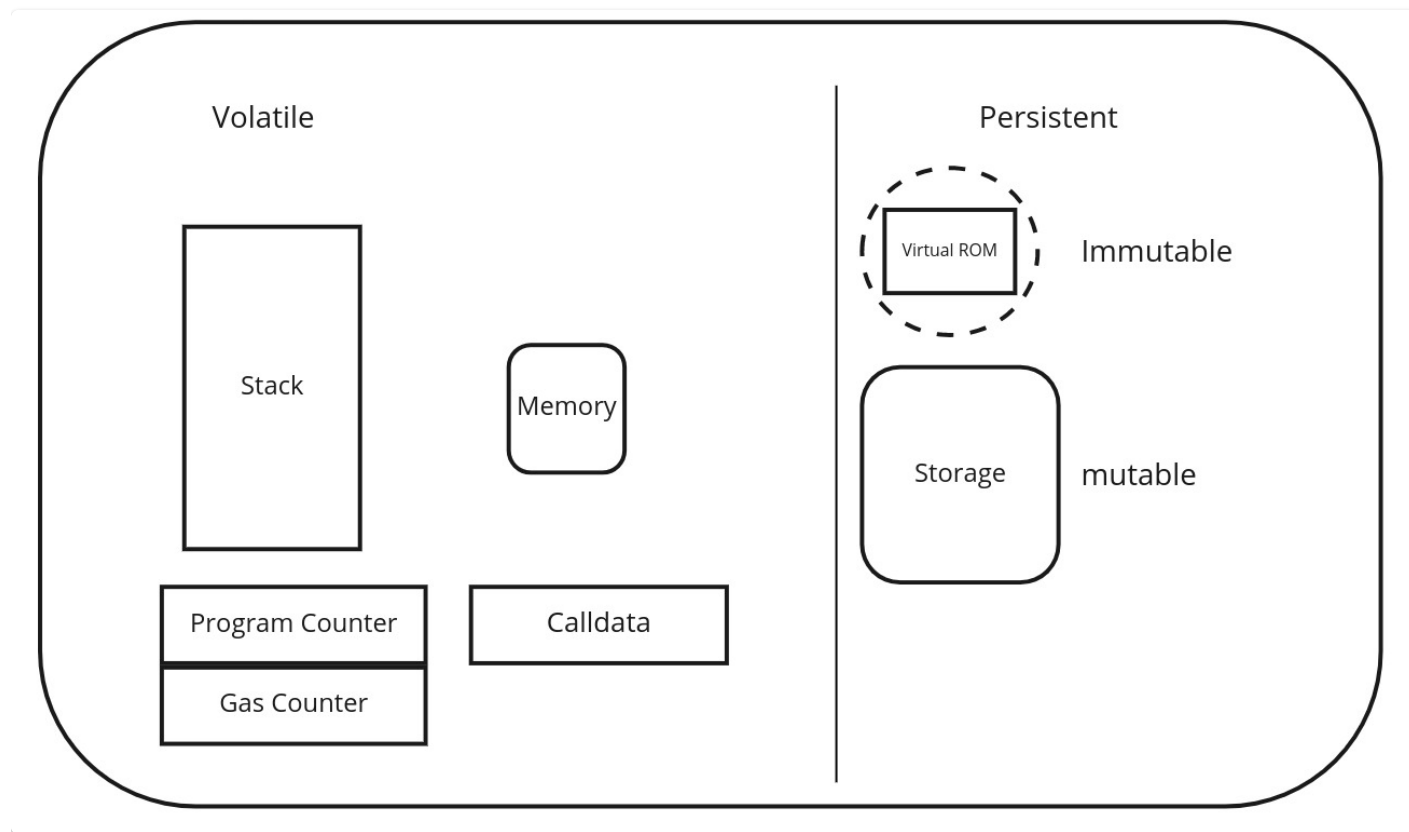 Volatile
Persistent
Virtual ROM
Immutable
Stack
Memory
Storage
mutable
Program Counter
Calldata
Gas Counter